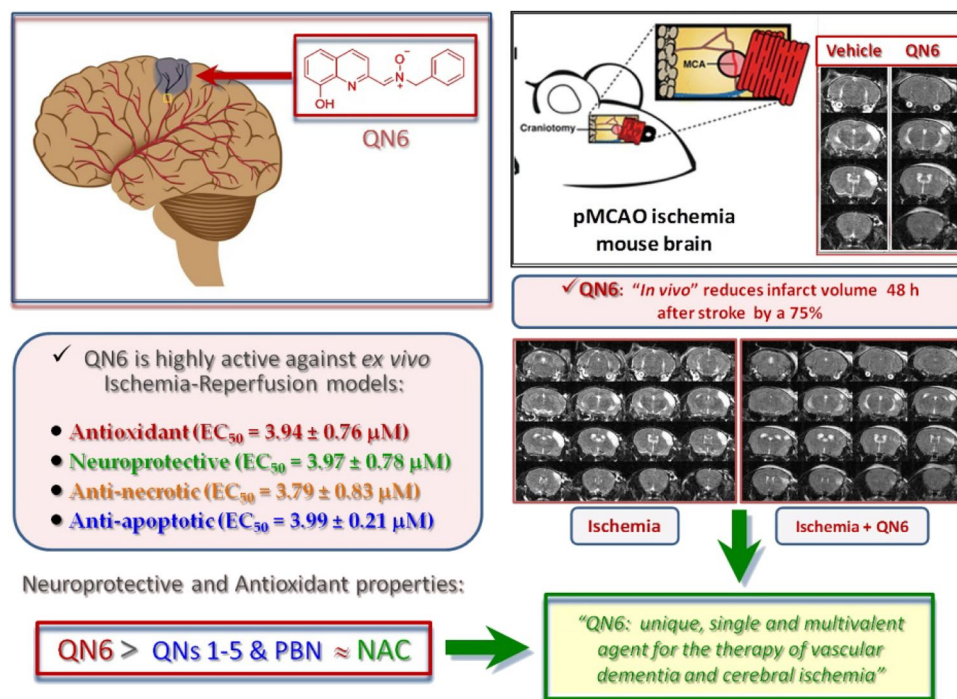 O⁻
N⁺
N
OH
QN6
MCA
Craniotomy
pMCAO ischemia
mouse brain
Vehicle QN6
✓QN6: “In vivo” reduces infarct volume 48 h
after stroke by a 75%
✓ QN6 is highly active against ex vivo
Ischemia-Reperfusion models:
• Antioxidant (EC₅₀ = 3.94 ± 0.76 µM)
• Neuroprotective (EC₅₀ = 3.97 ± 0.78 µM)
• Anti-necrotic (EC₅₀ = 3.79 ± 0.83 µM)
• Anti-apoptotic (EC₅₀ = 3.99 ± 0.21 µM)
Ischemia
Ischemia + QN6
Neuroprotective and Antioxidant properties:
QN6 > QNs 1-5 & PBN ≈ NAC
“QN6: unique, single and multivalent
agent for the therapy of vascular
dementia and cerebral ischemia”